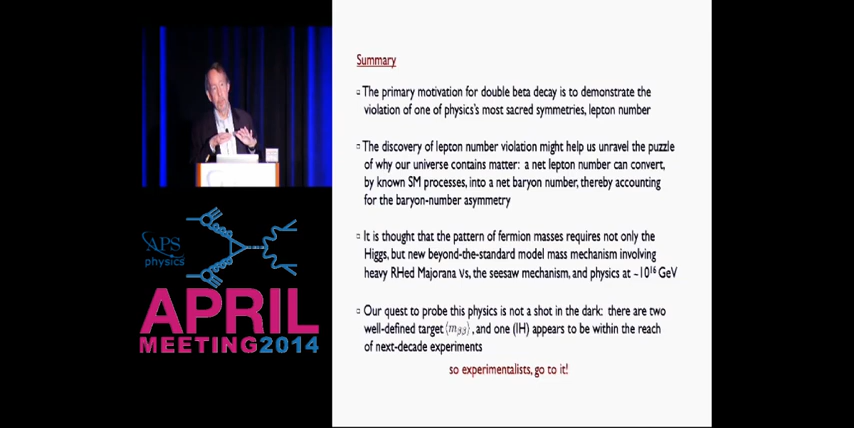 Summary
The primary motivation for double beta decay is to demonstrate the
violation of one of physics's most sacred symmetries, lepton number
The discovery of lepton number violation might help us unravel the puzzle
of why our universe contains matter: a net lepton number can convert,
by known SM processes, into a net baryon number, thereby accounting
for the baryon-number asymmetry
It is thought that the pattern of fermion masses requires not only the
Higgs, but new beyond-the-standard model mass mechanism involving
heavy RHed Majorana νs, the seesaw mechanism, and physics at ~10¹⁶ GeV
Our quest to probe this physics is not a shot in the dark: there are two
well-defined target ⟨mββ⟩, and one (IH) appears to be within the reach
of next-decade experiments
so experimentalists, go to it!
APS
physics
APRIL
MEETING2014